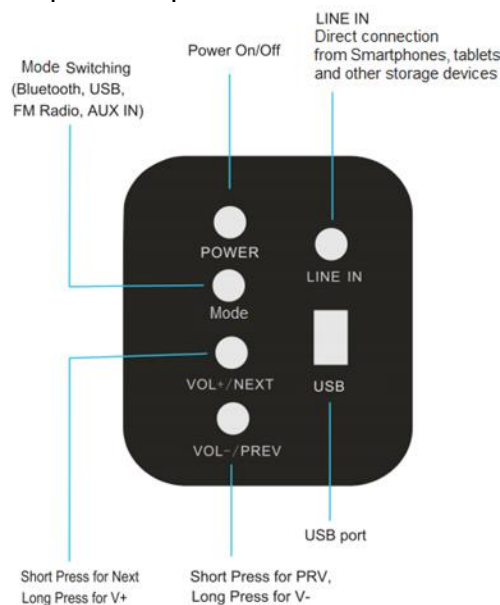 LINE IN
Direct connection
from Smartphones, tablets
and other storage devices
Power On/Off
Mode Switching
(Bluetooth, USB,
FM Radio, AUX IN)
POWER
LINE IN
Mode
VOL+/NEXT
USB
VOL-/PREV
USB port
Short Press for Next
Long Press for V+
Short Press for PRV,
Long Press for V-